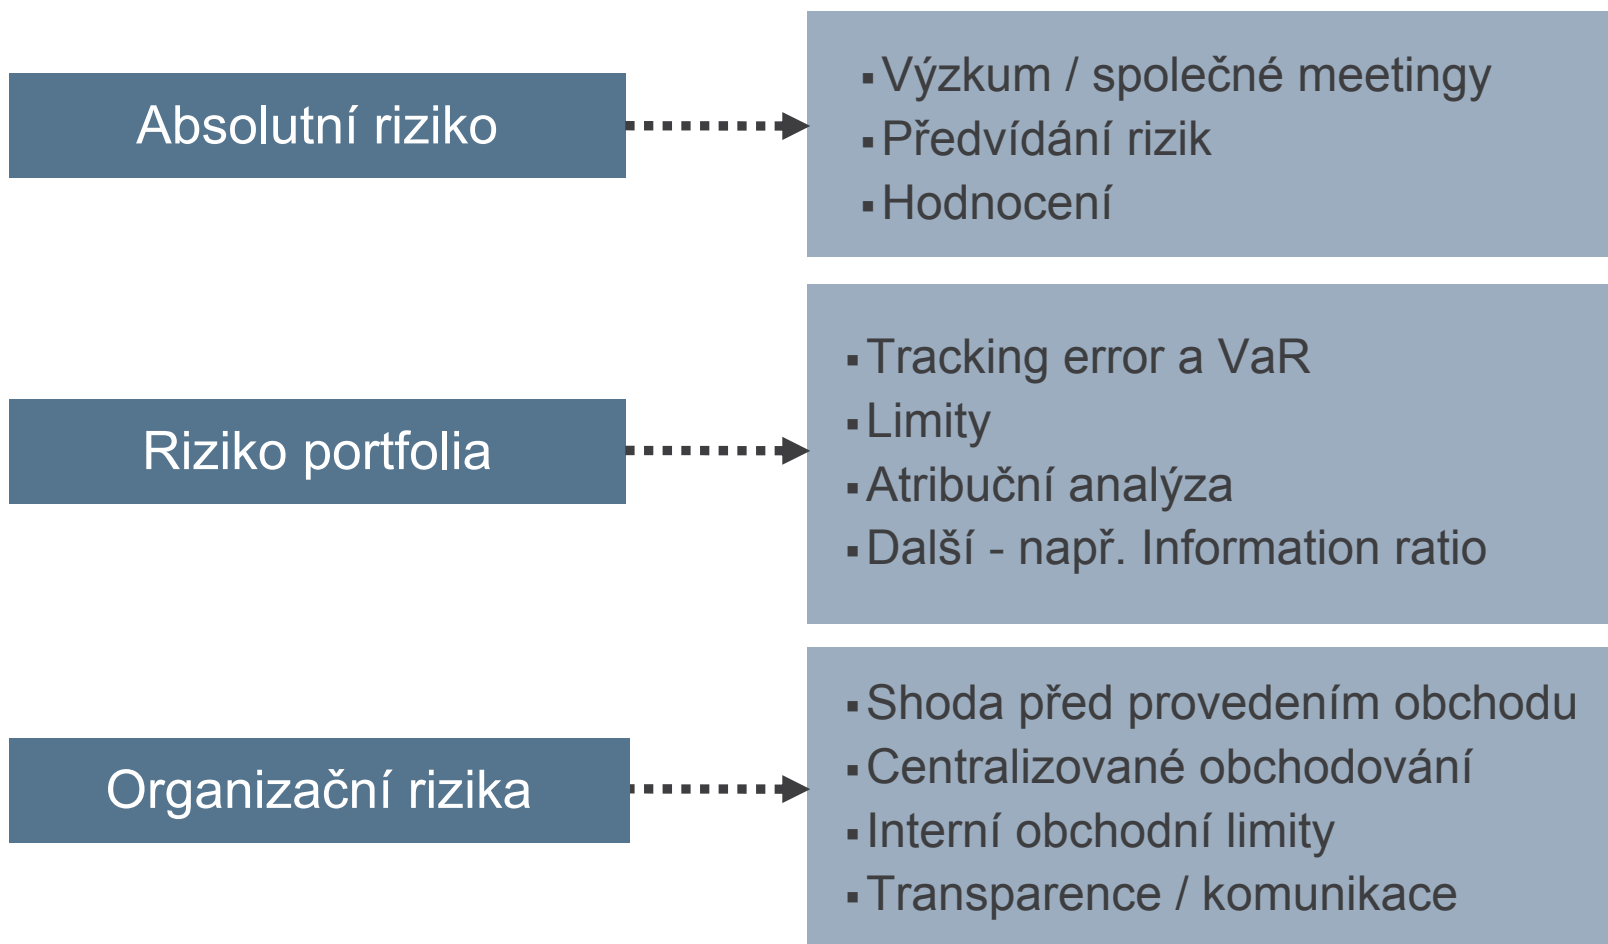 Absolutní riziko
▪ Výzkum / společné meetingy
▪ Předvídání rizik
▪ Hodnocení
Riziko portfolia
▪ Tracking error a VaR
▪ Limity
▪ Atribuční analýza
▪ Další - např. Information ratio
Organizační rizika
▪ Shoda před provedením obchodu
▪ Centralizované obchodování
▪ Interní obchodní limity
▪ Transparence / komunikace